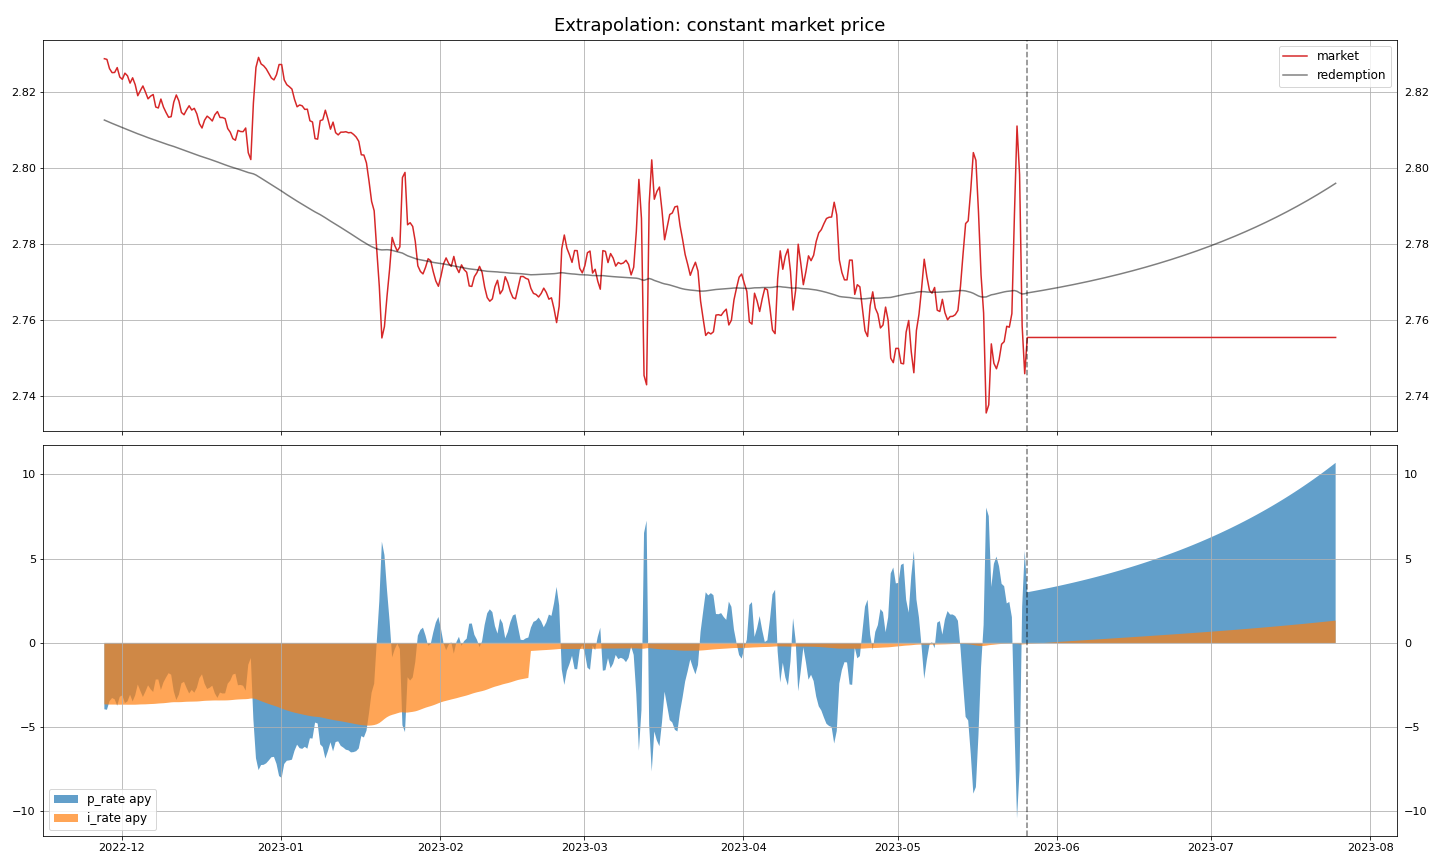 Extrapolation: constant market price
market
redemption
2.82 2.82
2.80 2.80
2.78 2.78
2.76 2.76
2.74 2.74
10 10
5 5
0 0
−5 −5
−10 −10
p_rate apy
i_rate apy
2022-12 2023-01 2023-02 2023-03 2023-04 2023-05 2023-06 2023-07 2023-08